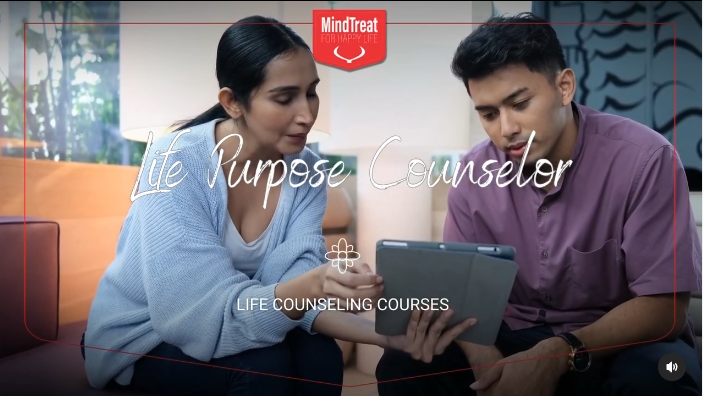 MindTreat
FOR HAPPY LIFE
Life Purpose Counselor
LIFE COUNSELING COURSES